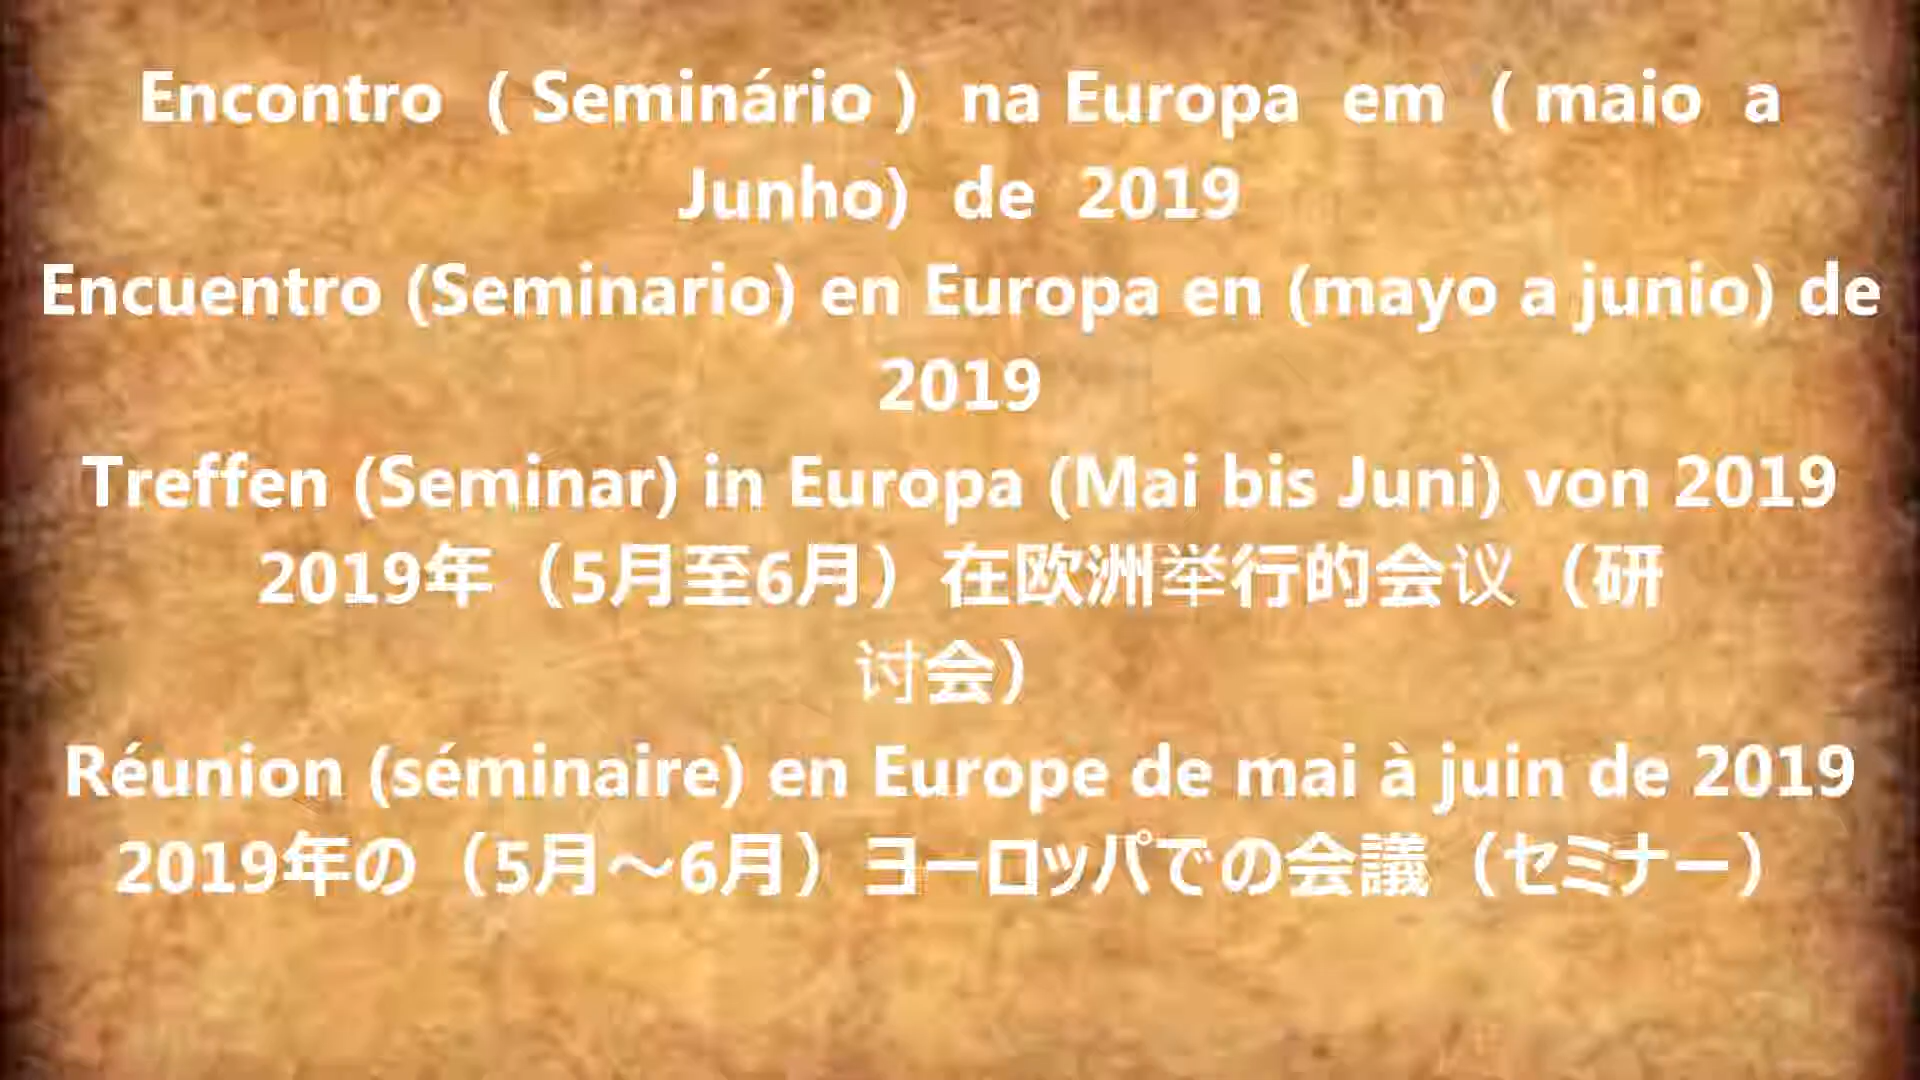 Encontro ( Seminário ) na Europa em ( maio a
Junho) de 2019
Encuentro (Seminario) en Europa en (mayo a junio) de
2019
Treffen (Seminar) in Europa (Mai bis Juni) von 2019
2019年（5月至6月）在欧洲举行的会议（研
讨会）
Réunion (séminaire) en Europe de mai à juin de 2019
2019年の（5月～6月）ヨーロッパでの会議（セミナー）